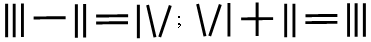 III − II = IV ; VI + II = III